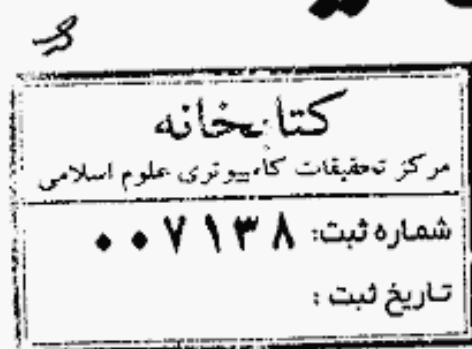 کتابخانه
مرکز تحقیقات کامپیوتری علوم اسلامی
شماره ثبت: ۰۰۷۱۳۸
تاریخ ثبت :